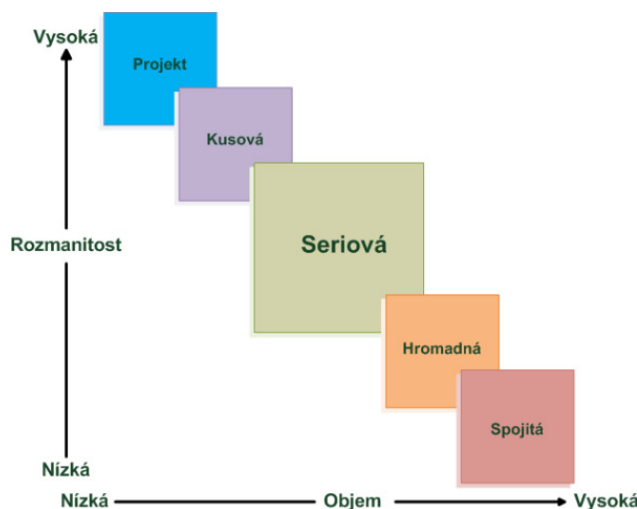 Vysoká
Projekt
Kusová
Rozmanitost
Seriová
Hromadná
Spojitá
Nízká
Nízká
Objem
Vysoká